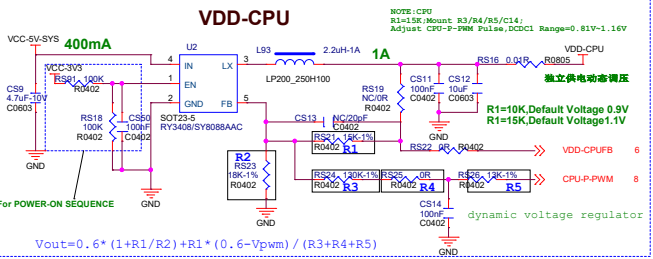 VDD-CPU
NOTE:CPU
R1=15K;Mount R3/R4/R5/C14;
Adjust CPU-P-PWM Pulse,DCDC1 Range=0.81V~1.16V
VCC-5V-SYS
400mA
U2
L93
2.2uH-1A
1A
RS16
0.01R
R0805
VDD-CPU
4
IN
LX
3
LP200_250H100
VCC-3V3
RS91
100K
R0402
1
EN
2
GND
FB
5
SOT23-5
RY3408/SY8088AAC
CS9
4.7uF-10V
C0603
GND
RS18
100K
R0402
CS50
100nF
C0402
GND
For POWER-ON SEQUENCE
RS19
NC/0R
R0402
CS11
100nF
C0402
CS12
10uF
C0603
GND
独立供电动态调压
R1=10K,Default Voltage 0.9V
R1=15K,Default Voltage1.1V
CS13
NC/20pF
C0402
RS21
15K-1%
R0402
R1
RS22
0R
R0402
VDD-CPUFB
6
R2
RS23
18K-1%
R0402
GND
RS24
130K-1%
R0402
R3
RS25
0R
R0402
R4
RS26
13K-1%
R0402
R5
CPU-P-PWM
8
CS14
100nF
C0402
GND
dynamic voltage regulator
Vout=0.6*(1+R1/R2)+R1*(0.6-Vpwm)/(R3+R4+R5)